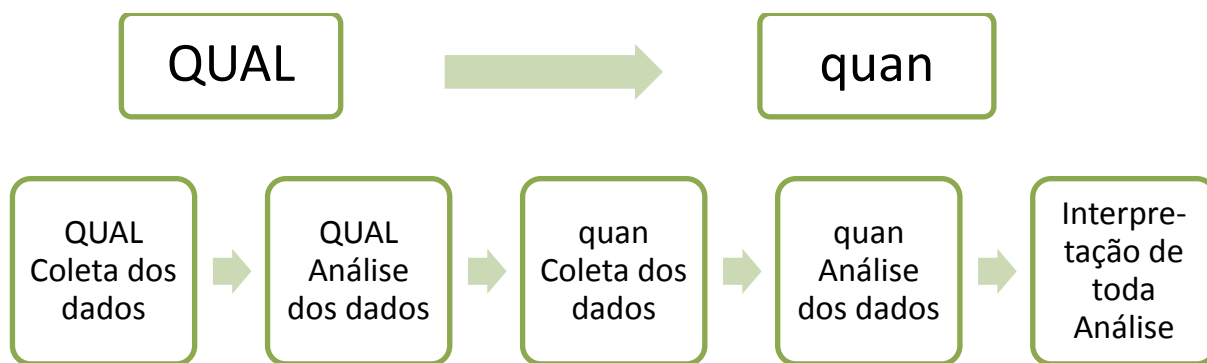 QUAL
quan
QUAL
Coleta dos
dados
QUAL
Análise
dos dados
quan
Coleta dos
dados
quan
Análise
dos dados
Interpre-
tação de
toda
Análise